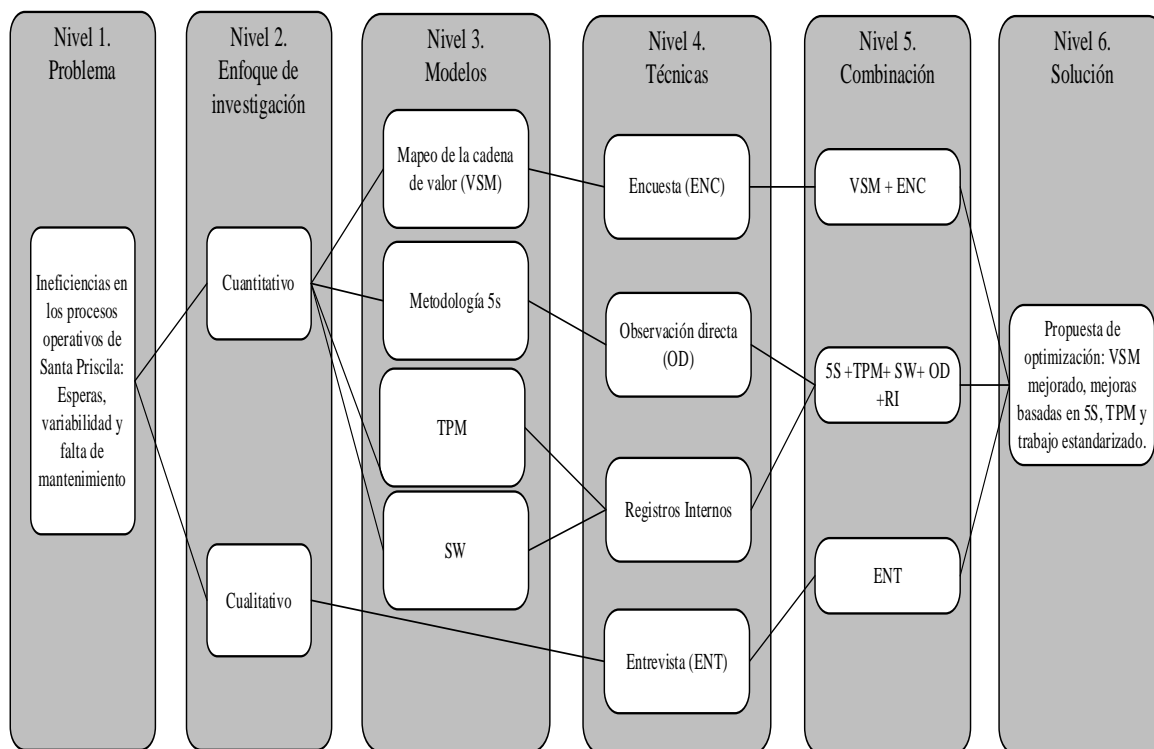 Nivel 1.
Problema
Ineficiencias en
los procesos
operativos de
Santa Priscila:
Esperas,
variabilidad y
falta de
mantenimiento
Nivel 2.
Enfoque de
investigación
Cuantitativo
Cualitativo
Nivel 3.
Modelos
Mapeo de la cadena
de valor (VSM)
Metodología 5s
TPM
SW
Nivel 4.
Técnicas
Encuesta (ENC)
Observación directa
(OD)
Registros Internos
Entrevista (ENT)
Nivel 5.
Combinación
VSM + ENC
5S +TPM+ SW+ OD
+RI
ENT
Nivel 6.
Solución
Propuesta de
optimización: VSM
mejorado, mejoras
basadas en 5S, TPM y
trabajo estandarizado.